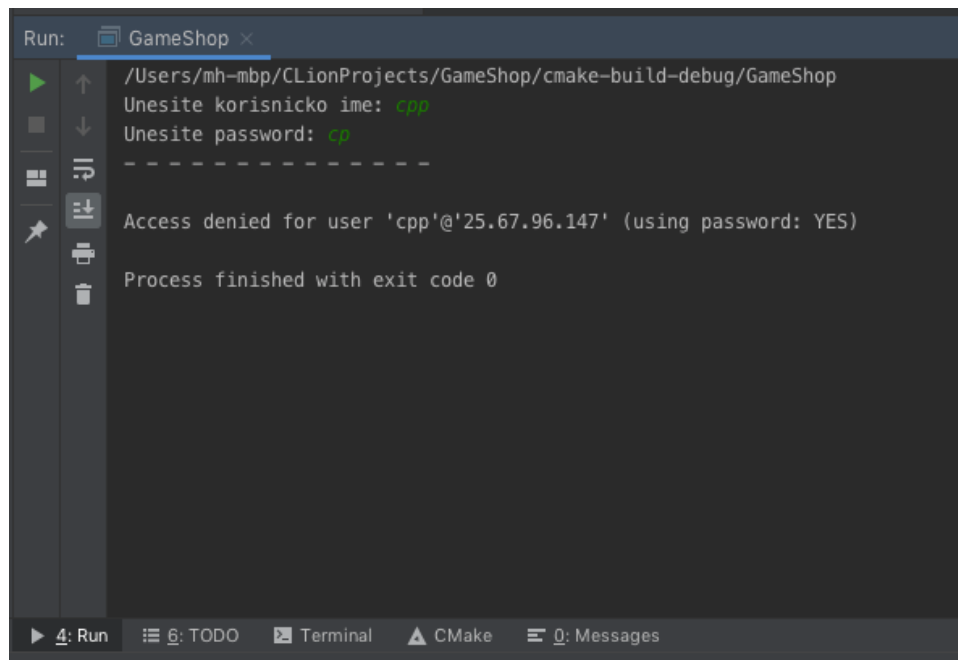 Run: GameShop ×
/Users/mh-mbp/CLionProjects/GameShop/cmake-build-debug/GameShop
Unesite korisnicko ime: cpp
Unesite password: cp
- - - - - - - - - - - - - -
Access denied for user 'cpp'@'25.67.96.147' (using password: YES)
Process finished with exit code 0
4: Run 6: TODO Terminal CMake 0: Messages